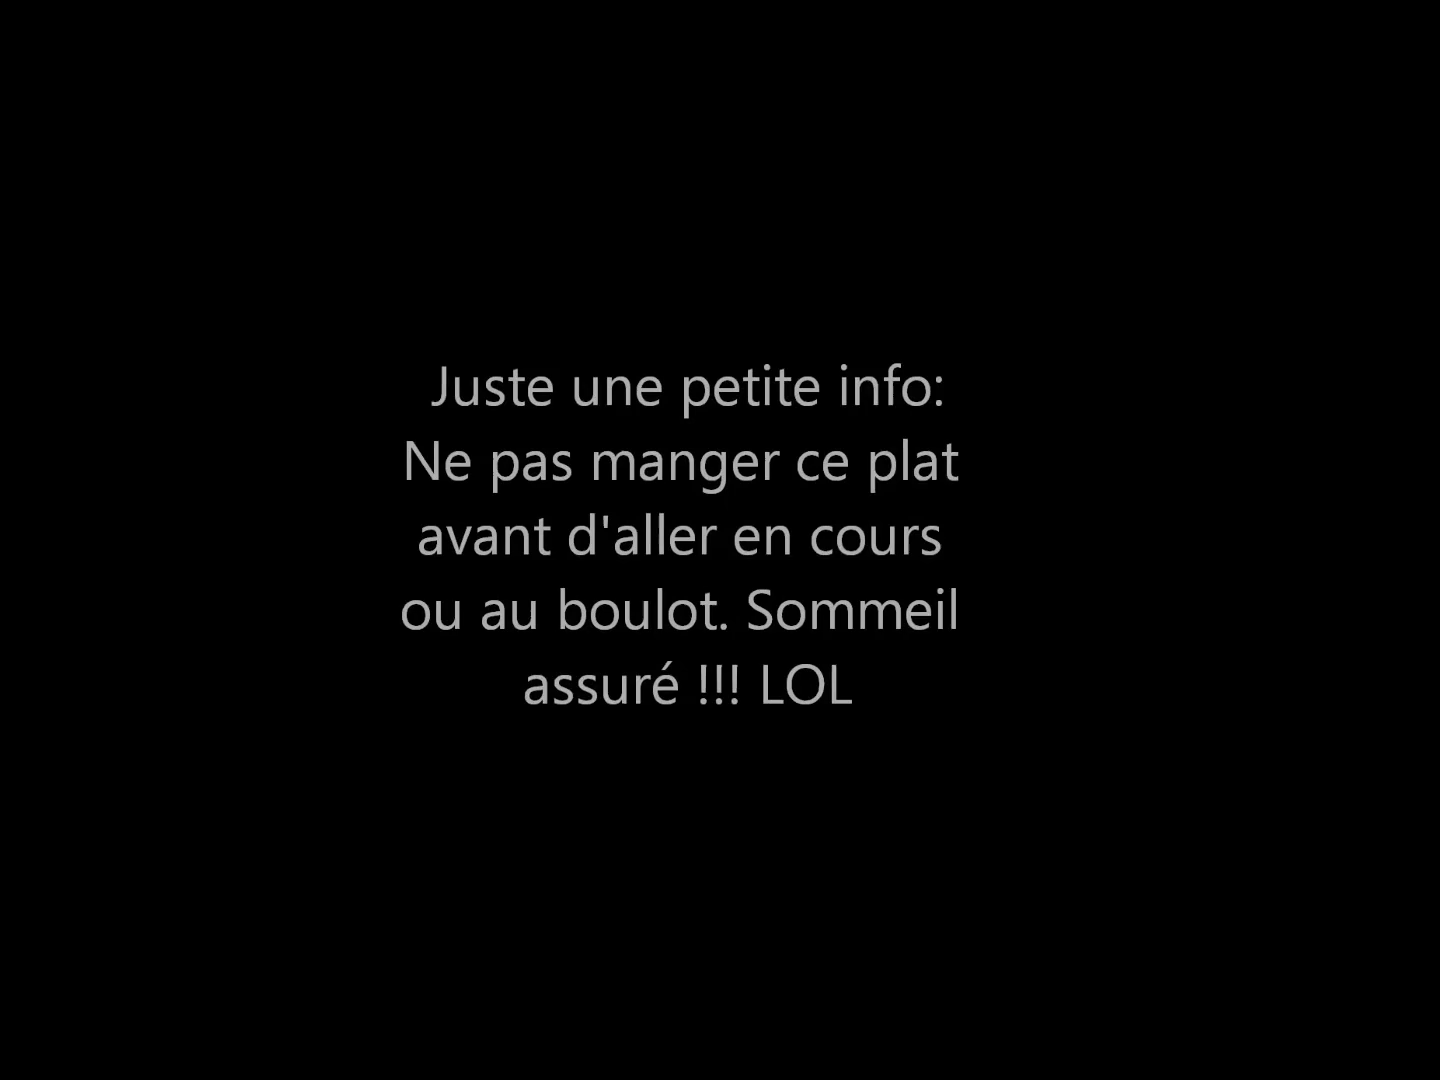 Juste une petite info:
Ne pas manger ce plat
avant d'aller en cours
ou au boulot. Sommeil
assuré !!! LOL